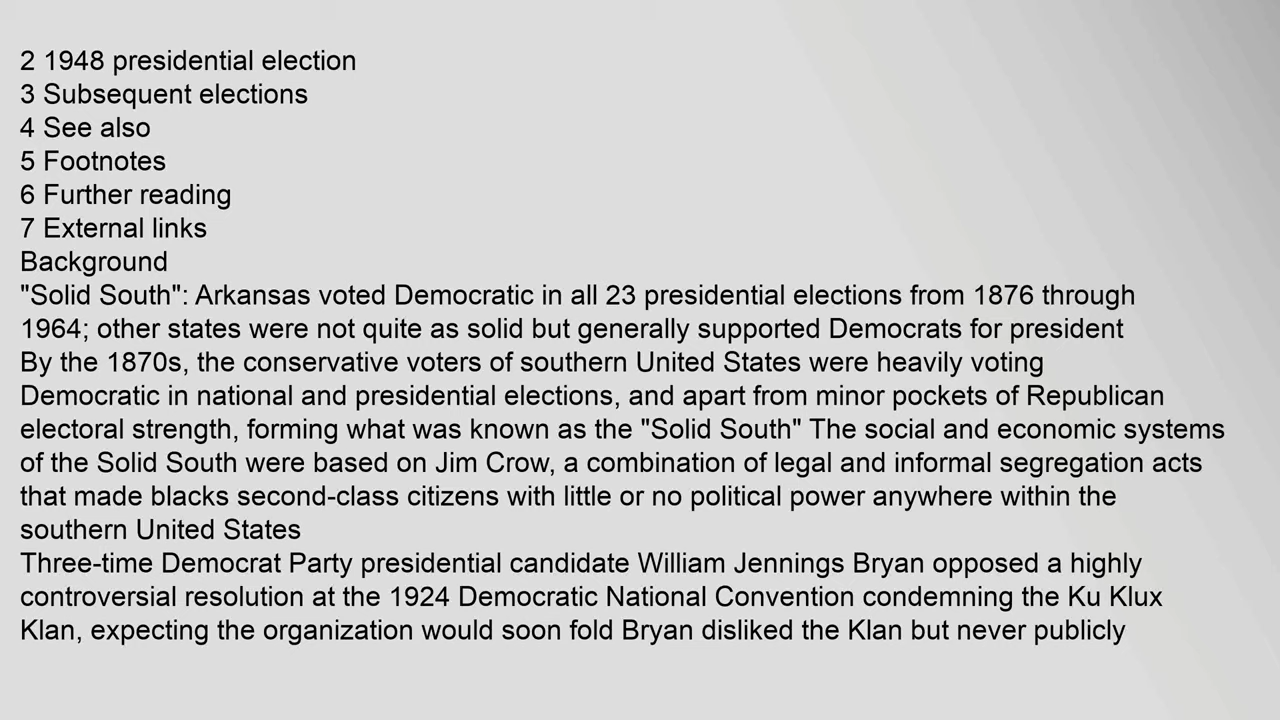 2 1948 presidential election
3 Subsequent elections
4 See also
5 Footnotes
6 Further reading
7 External links
Background
"Solid South": Arkansas voted Democratic in all 23 presidential elections from 1876 through
1964; other states were not quite as solid but generally supported Democrats for president
By the 1870s, the conservative voters of southern United States were heavily voting
Democratic in national and presidential elections, and apart from minor pockets of Republican
electoral strength, forming what was known as the "Solid South" The social and economic systems
of the Solid South were based on Jim Crow, a combination of legal and informal segregation acts
that made blacks second-class citizens with little or no political power anywhere within the
southern United States
Three-time Democrat Party presidential candidate William Jennings Bryan opposed a highly
controversial resolution at the 1924 Democratic National Convention condemning the Ku Klux
Klan, expecting the organization would soon fold Bryan disliked the Klan but never publicly